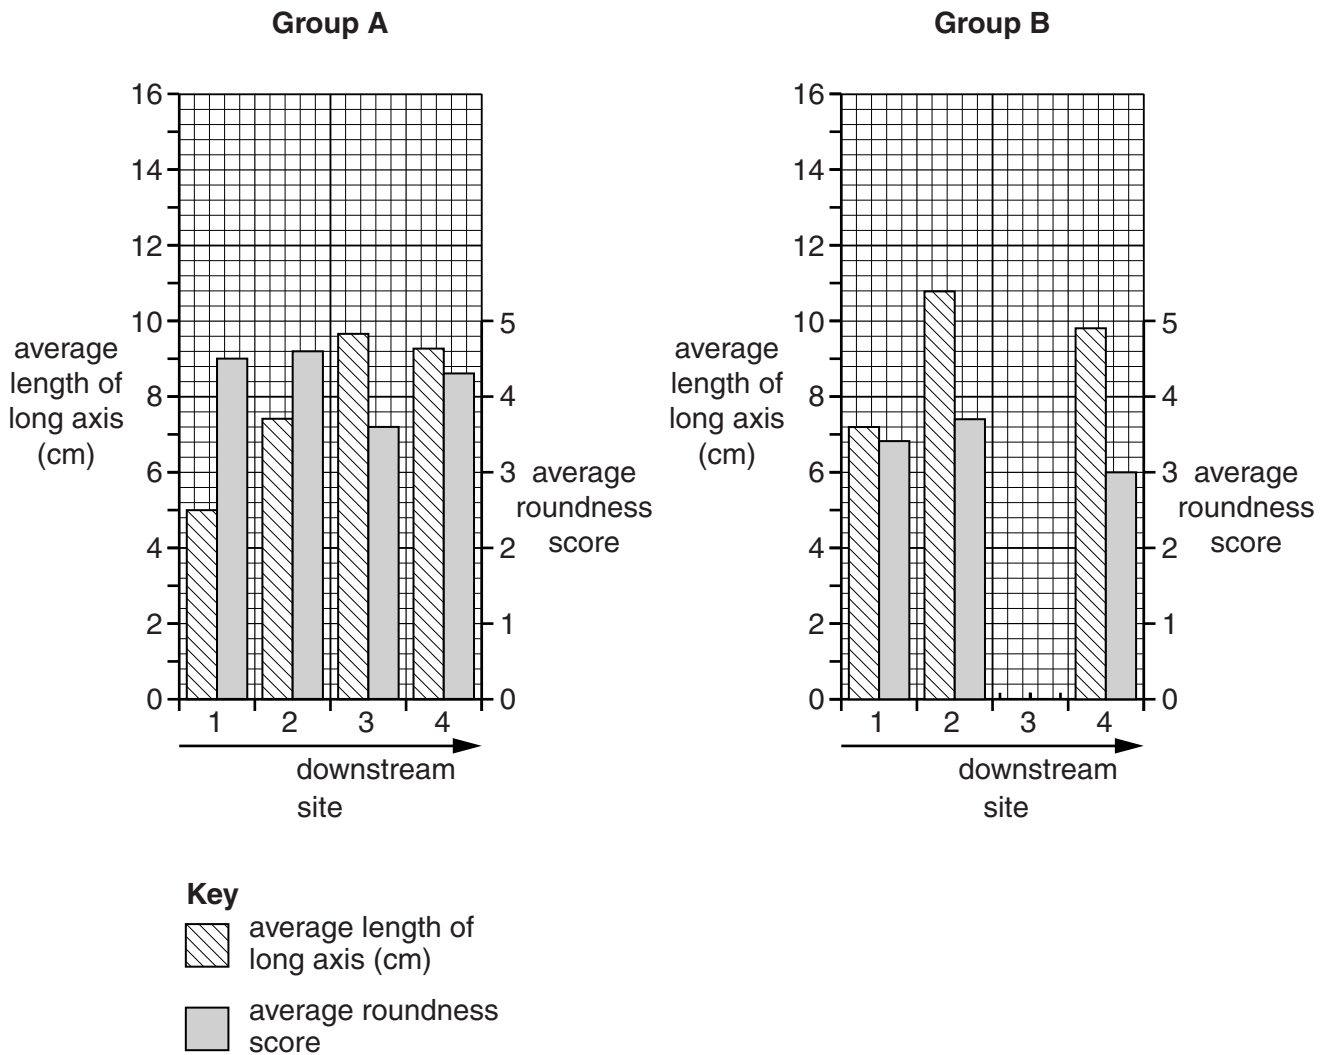 Group A
16
14
12
10
8
6
4
2
0
average
length of
long axis
(cm)
5
4
3
2
1
0
average
roundness
score
1 2 3 4
downstream
site
Group B
16
14
12
10
8
6
4
2
0
average
length of
long axis
(cm)
5
4
3
2
1
0
average
roundness
score
1 2 3 4
downstream
site
Key
average length of
long axis (cm)
average roundness
score